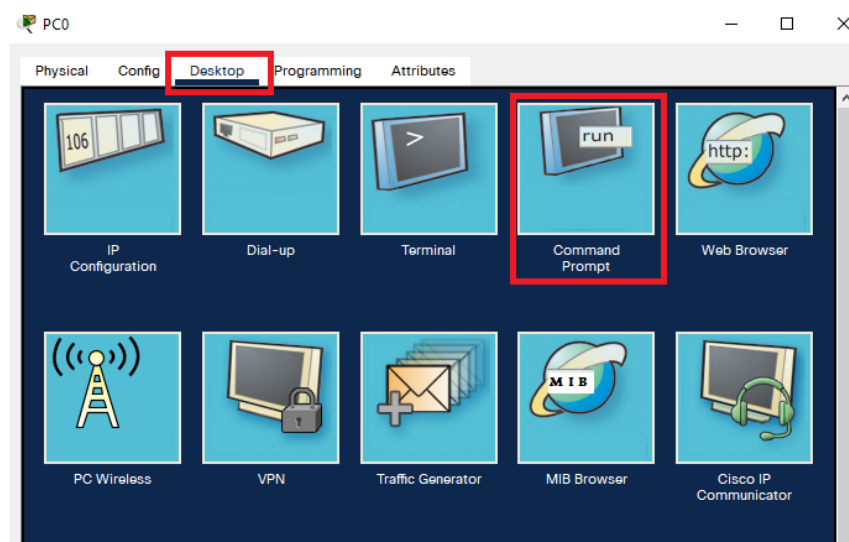 PC0
Physical Config Desktop Programming Attributes
106
>
run
http:
IP
Configuration
Dial-up
Terminal
Command
Prompt
Web Browser
MIB
PC Wireless
VPN
Traffic Generator
MIB Browser
Cisco IP
Communicator